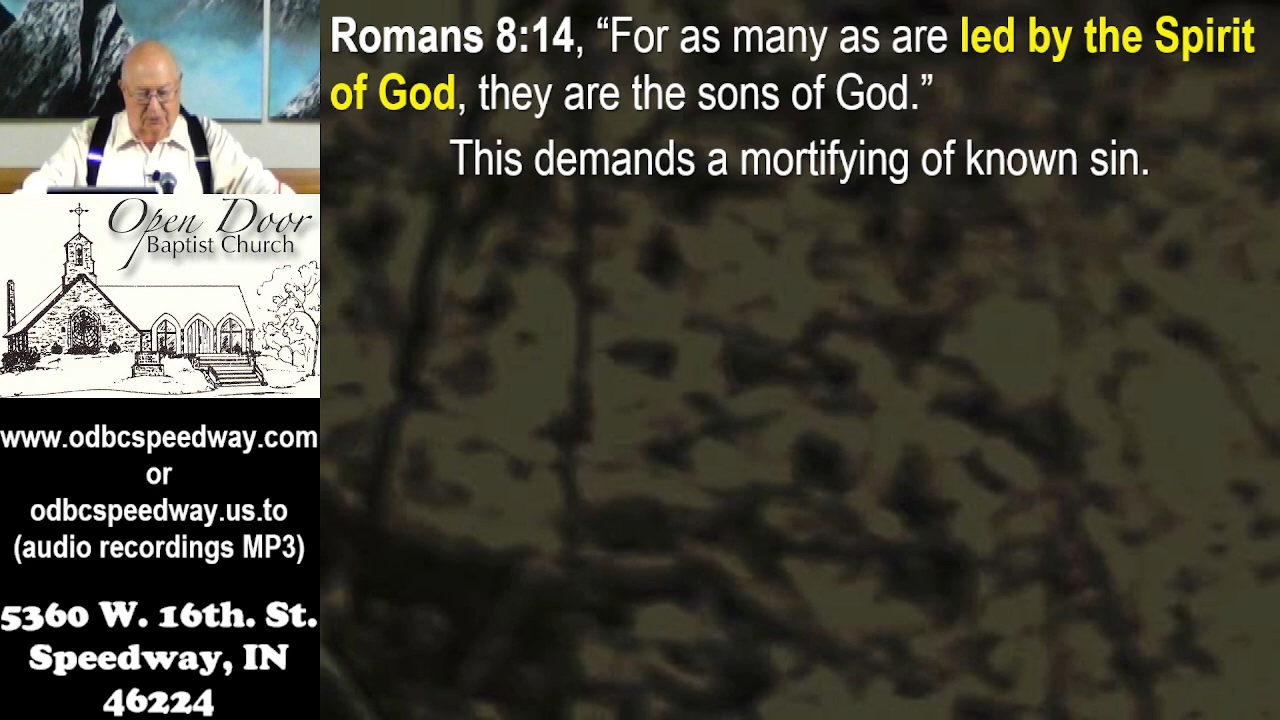 Romans 8:14, “For as many as are led by the Spirit
of God, they are the sons of God.”
This demands a mortifying of known sin.
Open Door
Baptist Church
www.odbcspeedway.com
or
odbcspeedway.us.to
(audio recordings MP3)
5360 W. 16th. St.
Speedway, IN
46224